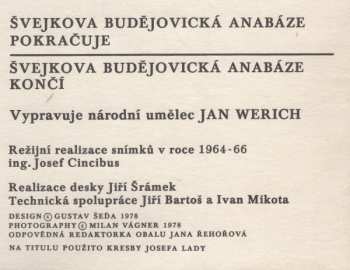 ŠVEJKOVA BUDĚJOVICKÁ ANABÁZE
POKRAČUJE
ŠVEJKOVA BUDĚJOVICKÁ ANABÁZE
KONČÍ
Vypravuje národní umělec JAN WERICH
Režijní realizace snímků v roce 1964-66
ing. Josef Cincibus
Realizace desky Jiří Šrámek
Technická spolupráce Jiří Bartoš a Ivan Mikota
DESIGN ⓒ GUSTAV ŠEĎA 1978
PHOTOGRAPHY ⓒ MILAN VÁGNER 1978
ODPOVĚDNÁ REDAKTORKA OBALU JANA ŘEHOŘOVÁ
NA TITULU POUŽITO KRESBY JOSEFA LADY